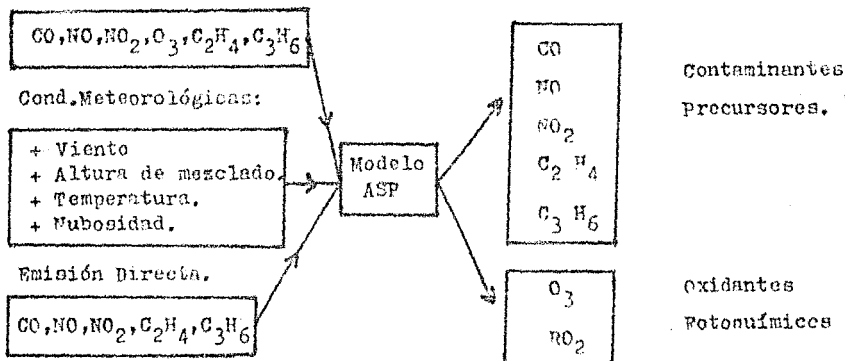 CO,NO,NO₂,O₃,C₂H₄,C₃H₆
Cond.Meteorológicas:
+ Viento
+ Altura de mezclado.
+ Temperatura.
+ Nubosidad.
Emisión Directa.
CO,NO,NO₂,C₂H₄,C₃H₆
Modelo
ASP
CO
NO
NO₂
C₂ H₄
C₃ H₆
Contaminantes
Precursores.
O₃
RO₂
Oxidantes
Fotoquímicos